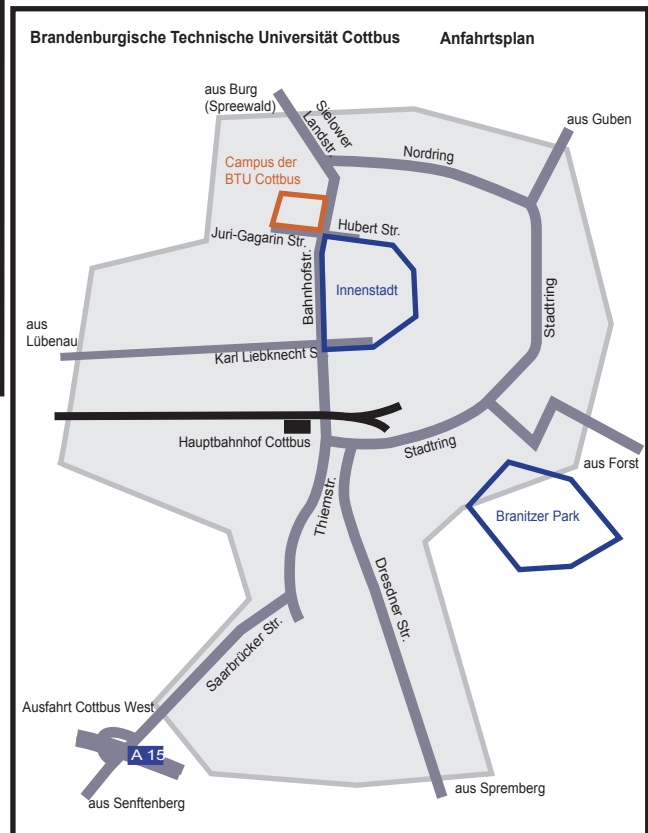 Brandenburgische Technische Universität Cottbus Anfahrtsplan
aus Burg
(Spreewald)
Sielower
Landstr.
aus Guben
Nordring
Campus der
BTU Cottbus
Juri-Gagarin Str.
Hubert Str.
Bahnhofstr.
Innenstadt
Stadtring
aus
Lübenau
Karl Liebknecht S
Hauptbahnhof Cottbus
Stadtring
aus Forst
Thiemstr.
Branitzer Park
Dresdner Str.
Saarbrücker Str.
Ausfahrt Cottbus West
A 15
aus Senftenberg
aus Spremberg